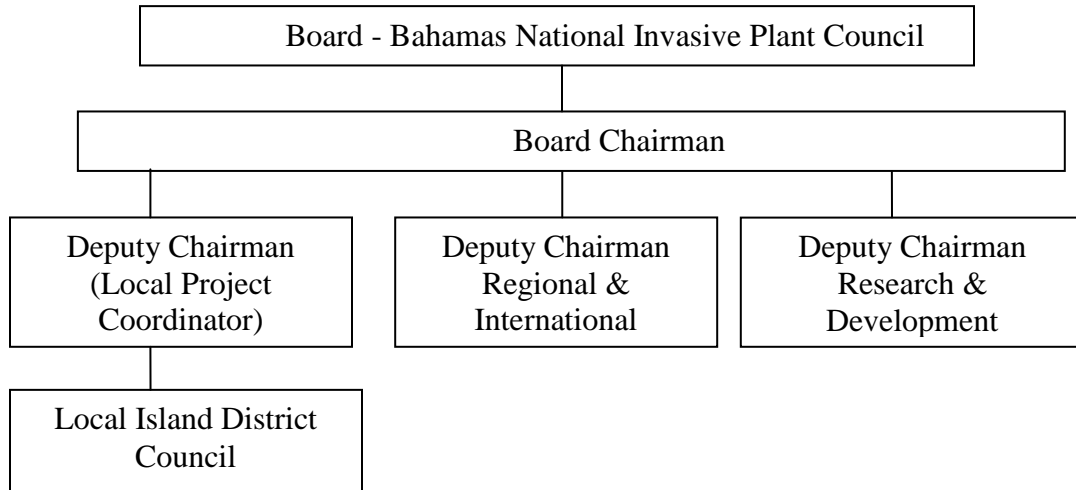 Board - Bahamas National Invasive Plant Council
Board Chairman
Deputy Chairman
(Local Project
Coordinator)
Deputy Chairman
Regional &
International
Deputy Chairman
Research &
Development
Local Island District
Council